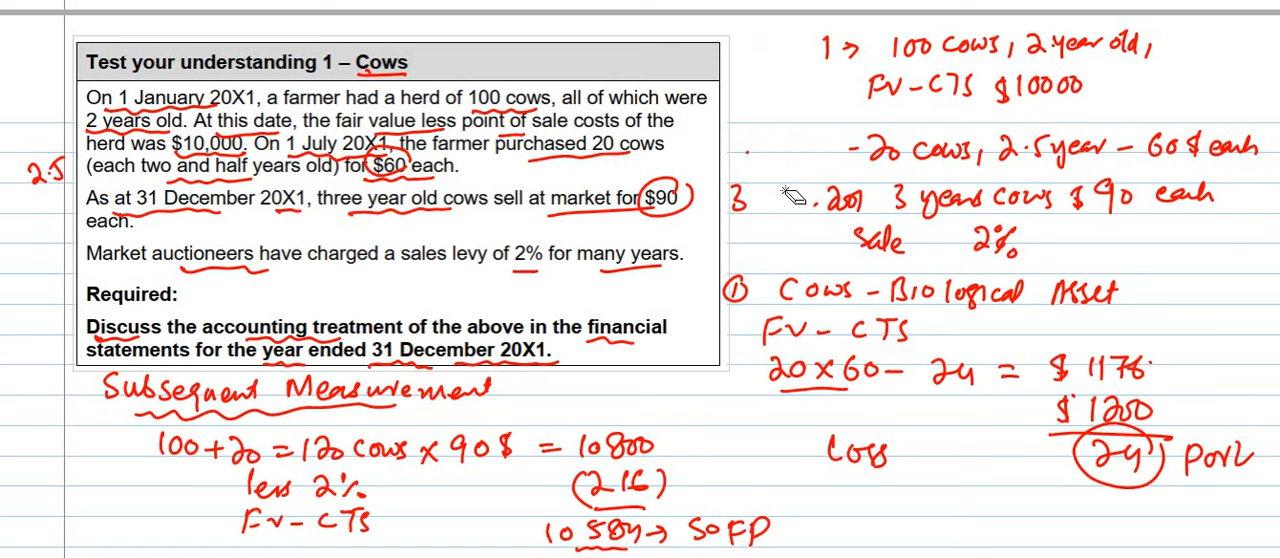 Test your understanding 1 – Cows
On 1 January 20X1, a farmer had a herd of 100 cows, all of which were
2 years old. At this date, the fair value less point of sale costs of the
herd was $10,000. On 1 July 20X1, the farmer purchased 20 cows
(each two and half years old) for $60 each.
2.5
As at 31 December 20X1, three year old cows sell at market for $90
each.
Market auctioneers have charged a sales levy of 2% for many years.
Required:
Discuss the accounting treatment of the above in the financial
statements for the year ended 31 December 20X1.
Subsequent Measurement
100 + 20 = 120 cows × 90 $ = 10800
less 2% (216)
FV - CTS
10 584 → SOFP
1 → 100 cows, 2 year old,
FV - CTS $10000
- 20 cows, 2.5 year - 60 $ each
3 3 years cows $ 90 each
sale 2%
① Cows - Biological Asset
FV - CTS
20 × 60 - 24 = $ 1176
$ 1200
Loss 24 PorL